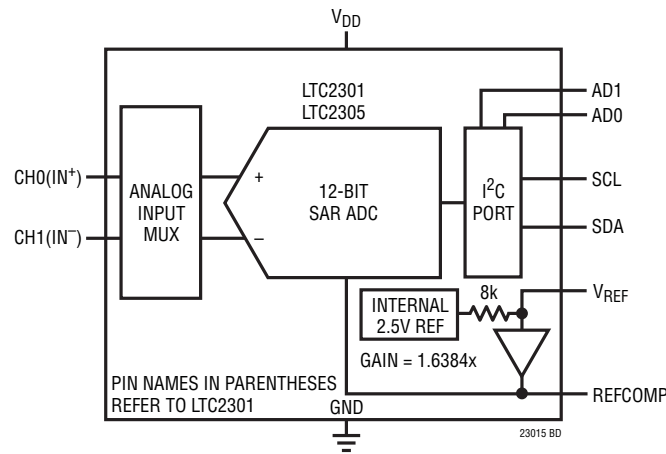 V_DD
LTC2301
LTC2305
AD1
AD0
CH0(IN⁺)
ANALOG
INPUT
MUX
+
12-BIT
SAR ADC
I²C
PORT
SCL
CH1(IN⁻)
–
SDA
INTERNAL
2.5V REF
8k
V_REF
GAIN = 1.6384x
PIN NAMES IN PARENTHESES
REFER TO LTC2301
GND
REFCOMP
23015 BD